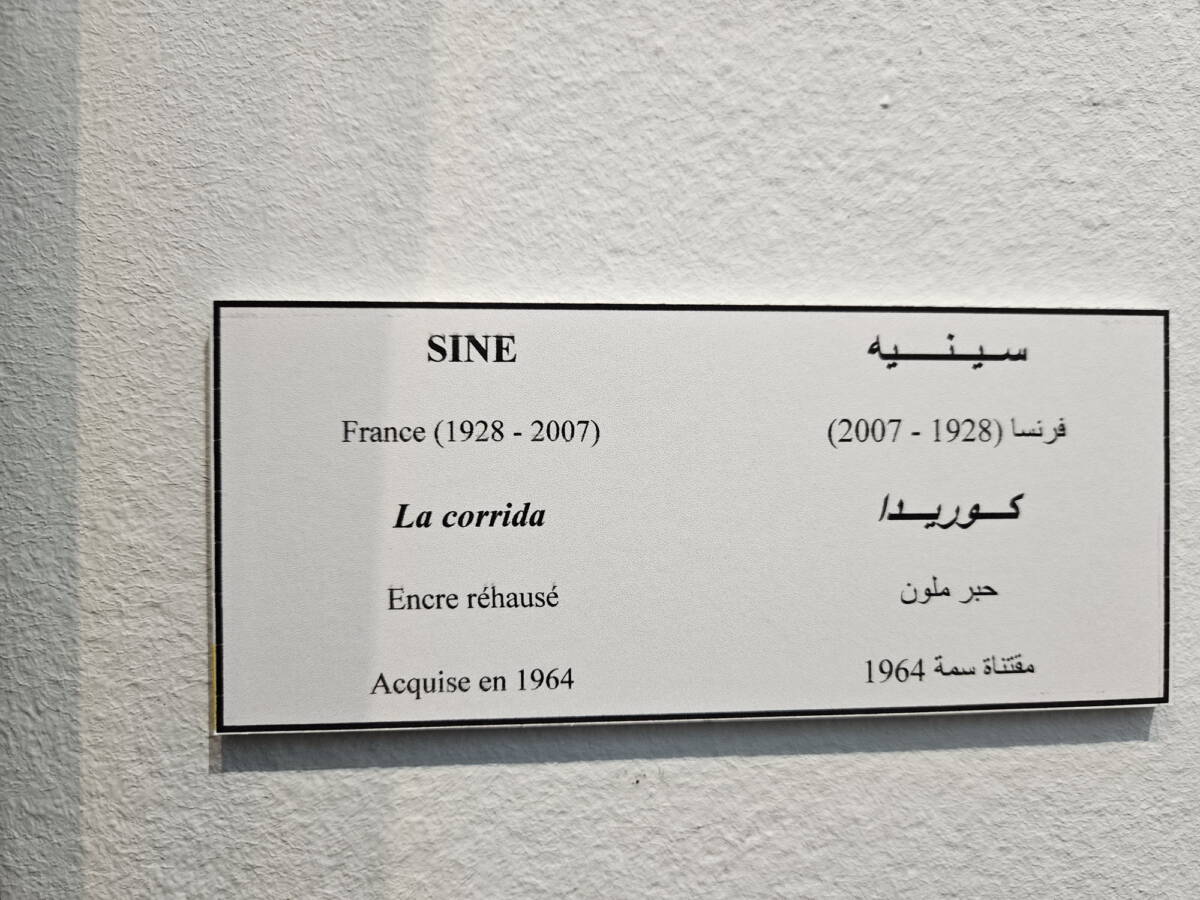 SINE
France (1928 - 2007)
La corrida
Encre réhausé
Acquise en 1964
سينيه
فرنسا (1928 - 2007)
كوريدا
حبر ملون
مقتناة سمة 1964